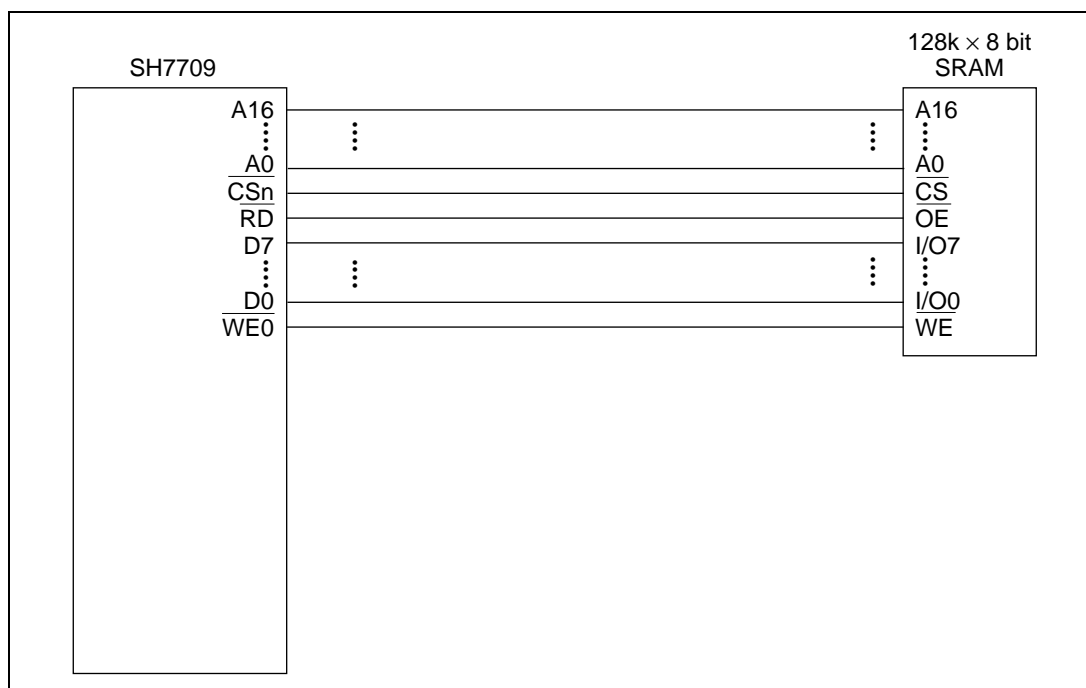 128k × 8 bit
SH7709
SRAM
A16
A16
A0
A0
CSn
CS
RD
OE
D7
I/O7
D0
I/O0
WE0
WE